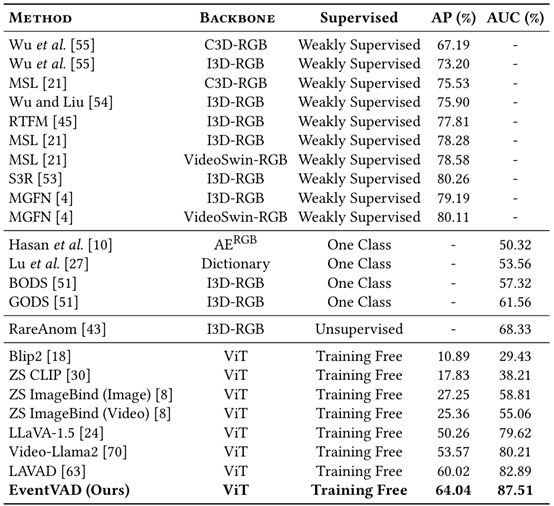 METHOD BACKBONE Supervised AP (%) AUC (%)
Wu et al. [55] C3D-RGB Weakly Supervised 67.19 -
Wu et al. [55] I3D-RGB Weakly Supervised 73.20 -
MSL [21] C3D-RGB Weakly Supervised 75.53 -
Wu and Liu [54] I3D-RGB Weakly Supervised 75.90 -
RTFM [45] I3D-RGB Weakly Supervised 77.81 -
MSL [21] I3D-RGB Weakly Supervised 78.28 -
MSL [21] VideoSwin-RGB Weakly Supervised 78.58 -
S3R [53] I3D-RGB Weakly Supervised 80.26 -
MGFN [4] I3D-RGB Weakly Supervised 79.19 -
MGFN [4] VideoSwin-RGB Weakly Supervised 80.11 -
Hasan et al. [10] AE^RGB One Class - 50.32
Lu et al. [27] Dictionary One Class - 53.56
BODS [51] I3D-RGB One Class - 57.32
GODS [51] I3D-RGB One Class - 61.56
RareAnom [43] I3D-RGB Unsupervised - 68.33
Blip2 [18] ViT Training Free 10.89 29.43
ZS CLIP [30] ViT Training Free 17.83 38.21
ZS ImageBind (Image) [8] ViT Training Free 27.25 58.81
ZS ImageBind (Video) [8] ViT Training Free 25.36 55.06
LLaVA-1.5 [24] ViT Training Free 50.26 79.62
Video-Llama2 [70] ViT Training Free 53.57 80.21
LAVAD [63] ViT Training Free 60.02 82.89
EventVAD (Ours) ViT Training Free 64.04 87.51